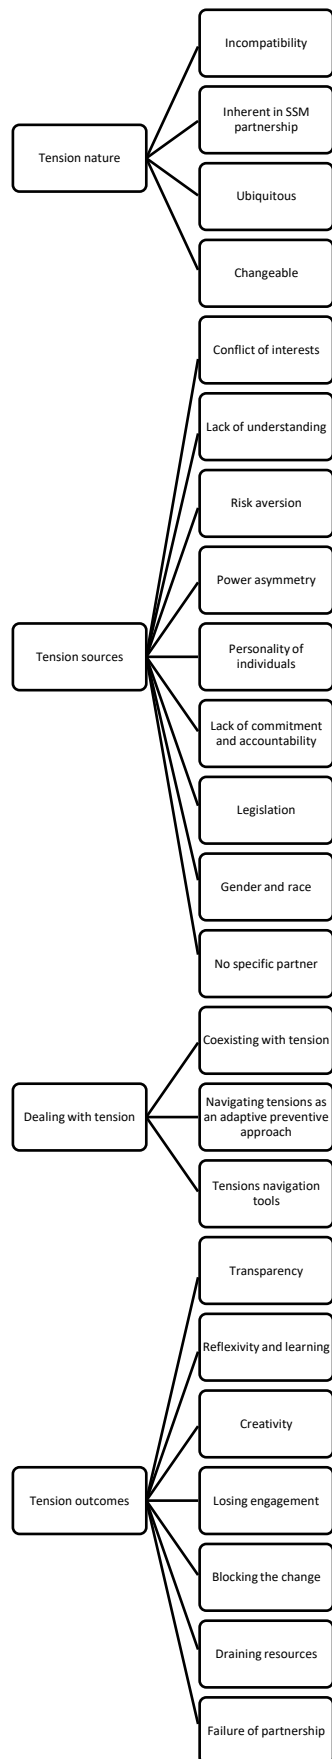 Tension nature
Incompatibility
Inherent in SSM
partnership
Ubiquitous
Changeable
Tension sources
Conflict of interests
Lack of understanding
Risk aversion
Power asymmetry
Personality of
individuals
Lack of commitment
and accountability
Legislation
Gender and race
No specific partner
Dealing with tension
Coexisting with tension
Navigating tensions as
an adaptive preventive
approach
Tensions navigation
tools
Tension outcomes
Transparency
Reflexivity and learning
Creativity
Losing engagement
Blocking the change
Draining resources
Failure of partnership